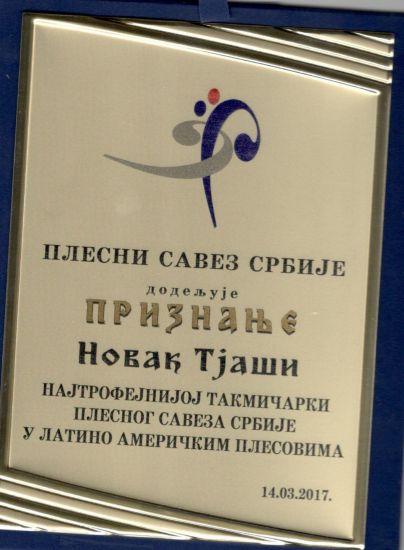 ПЛЕСНИ САВЕЗ СРБИЈЕ
додељује
ПРИЗНАЊЕ
Новак Тјаши
НАЈТРОФЕЈНИЈОЈ ТАКМИЧАРКИ
ПЛЕСНОГ САВЕЗА СРБИЈЕ
У ЛАТИНО АМЕРИЧКИМ ПЛЕСОВИМА
14.03.2017.